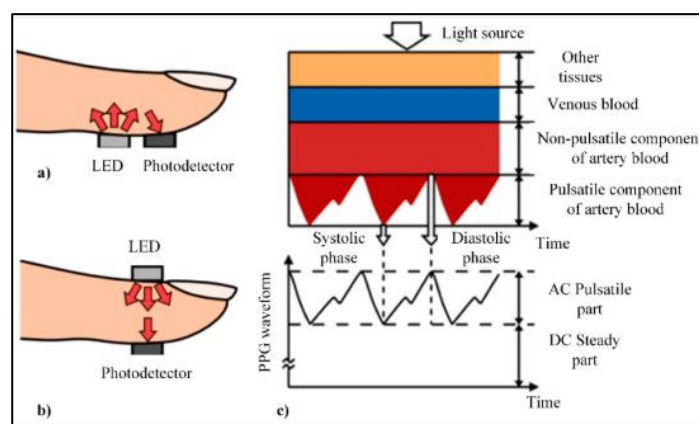 LED
Photodetector
a)
LED
Photodetector
b)
Light source
Other
tissues
Venous blood
Non-pulsatile component
of artery blood
Pulsatile component
of artery blood
Time
Systolic
phase
Diastolic
phase
PPG waveform
AC Pulsatile
part
DC Steady
part
Time
c)